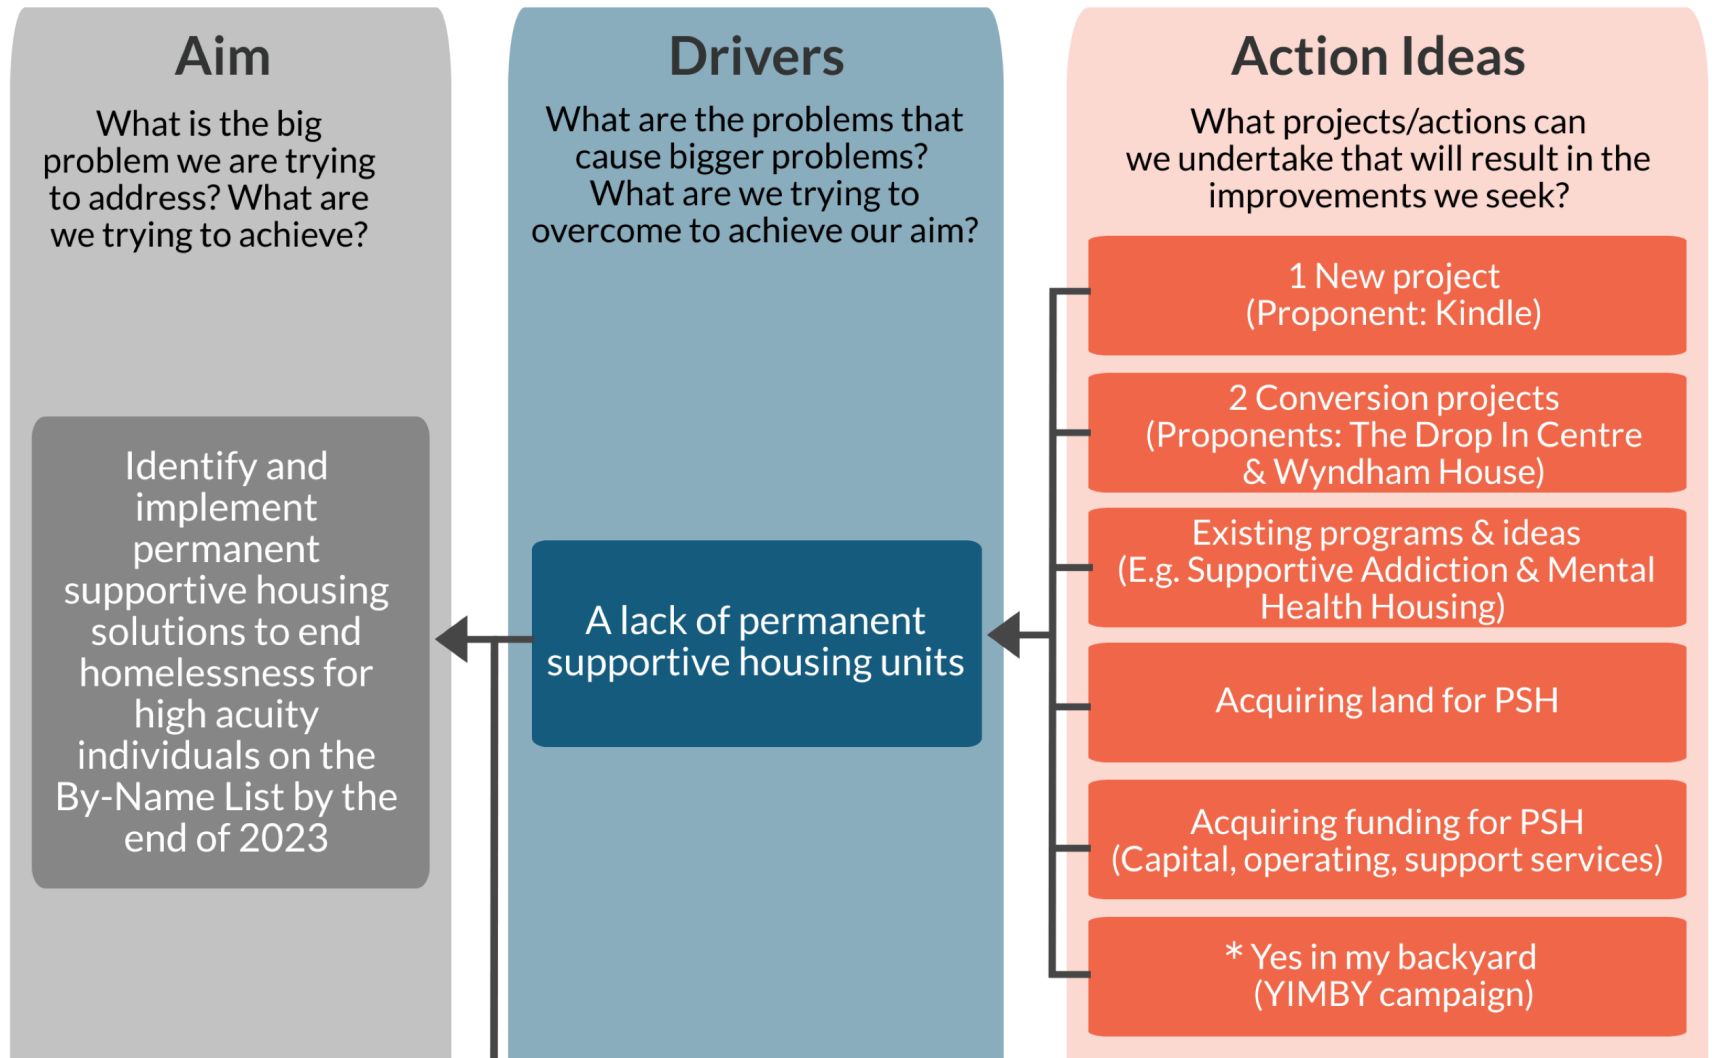 Aim
What is the big
problem we are trying
to address? What are
we trying to achieve?
Identify and
implement
permanent
supportive housing
solutions to end
homelessness for
high acuity
individuals on the
By-Name List by the
end of 2023
Drivers
What are the problems that
cause bigger problems?
What are we trying to
overcome to achieve our aim?
A lack of permanent
supportive housing units
Action Ideas
What projects/actions can
we undertake that will result in the
improvements we seek?
1 New project
(Proponent: Kindle)
2 Conversion projects
(Proponents: The Drop In Centre
& Wyndham House)
Existing programs & ideas
(E.g. Supportive Addiction & Mental
Health Housing)
Acquiring land for PSH
Acquiring funding for PSH
(Capital, operating, support services)
* Yes in my backyard
(YIMBY campaign)